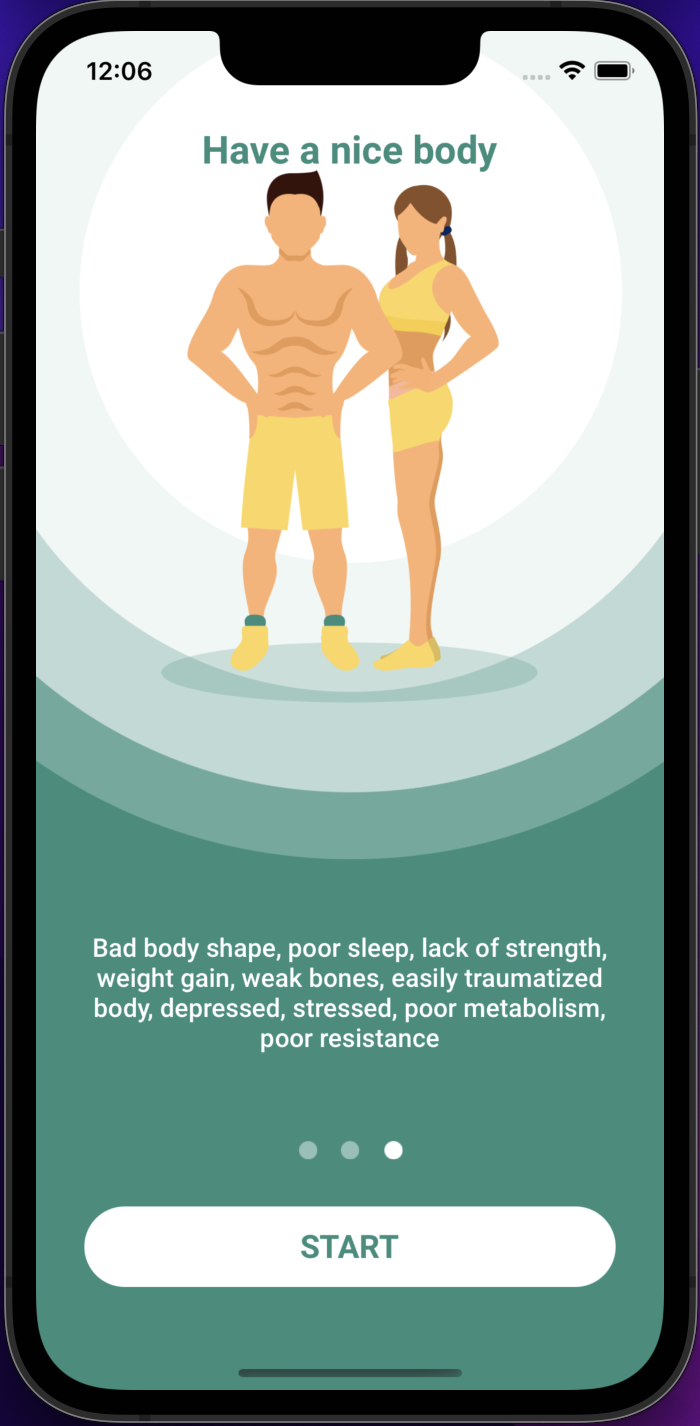 12:06
Have a nice body
Bad body shape, poor sleep, lack of strength,
weight gain, weak bones, easily traumatized
body, depressed, stressed, poor metabolism,
poor resistance
START